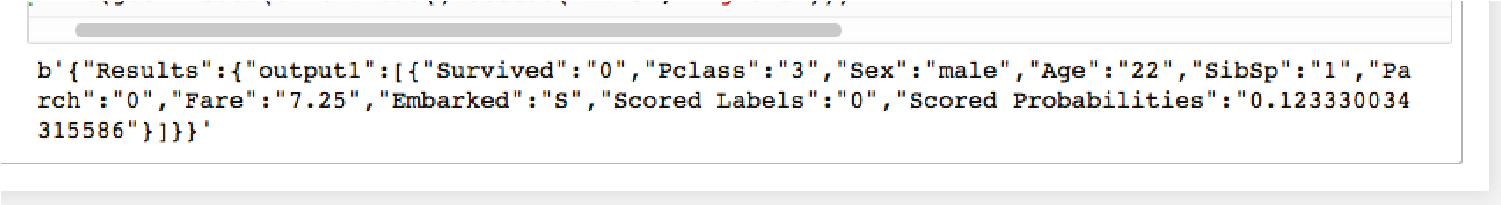 b'{"Results":{"output1":[{"Survived":"0","Pclass":"3","Sex":"male","Age":"22","SibSp":"1","Pa
rch":"0","Fare":"7.25","Embarked":"S","Scored Labels":"0","Scored Probabilities":"0.123330034
315586"}]}}'